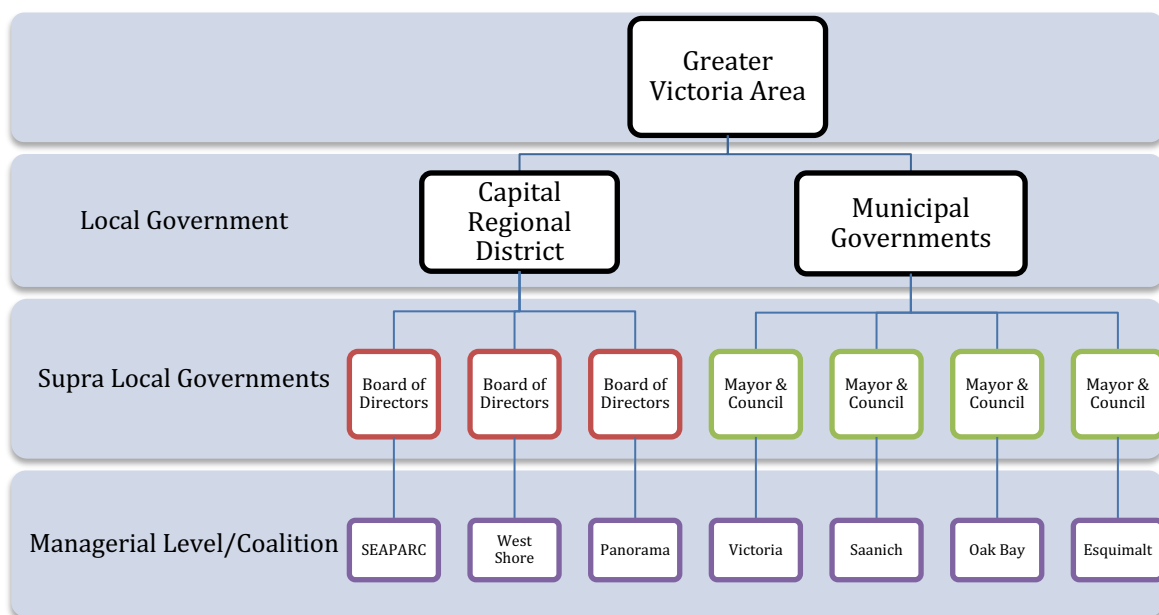 Greater
Victoria Area
Local Government
Capital
Regional
District
Municipal
Governments
Supra Local Governments
Board of
Directors
Board of
Directors
Board of
Directors
Mayor &
Council
Mayor &
Council
Mayor &
Council
Mayor &
Council
Managerial Level/Coalition
SEAPARC
West
Shore
Panorama
Victoria
Saanich
Oak Bay
Esquimalt